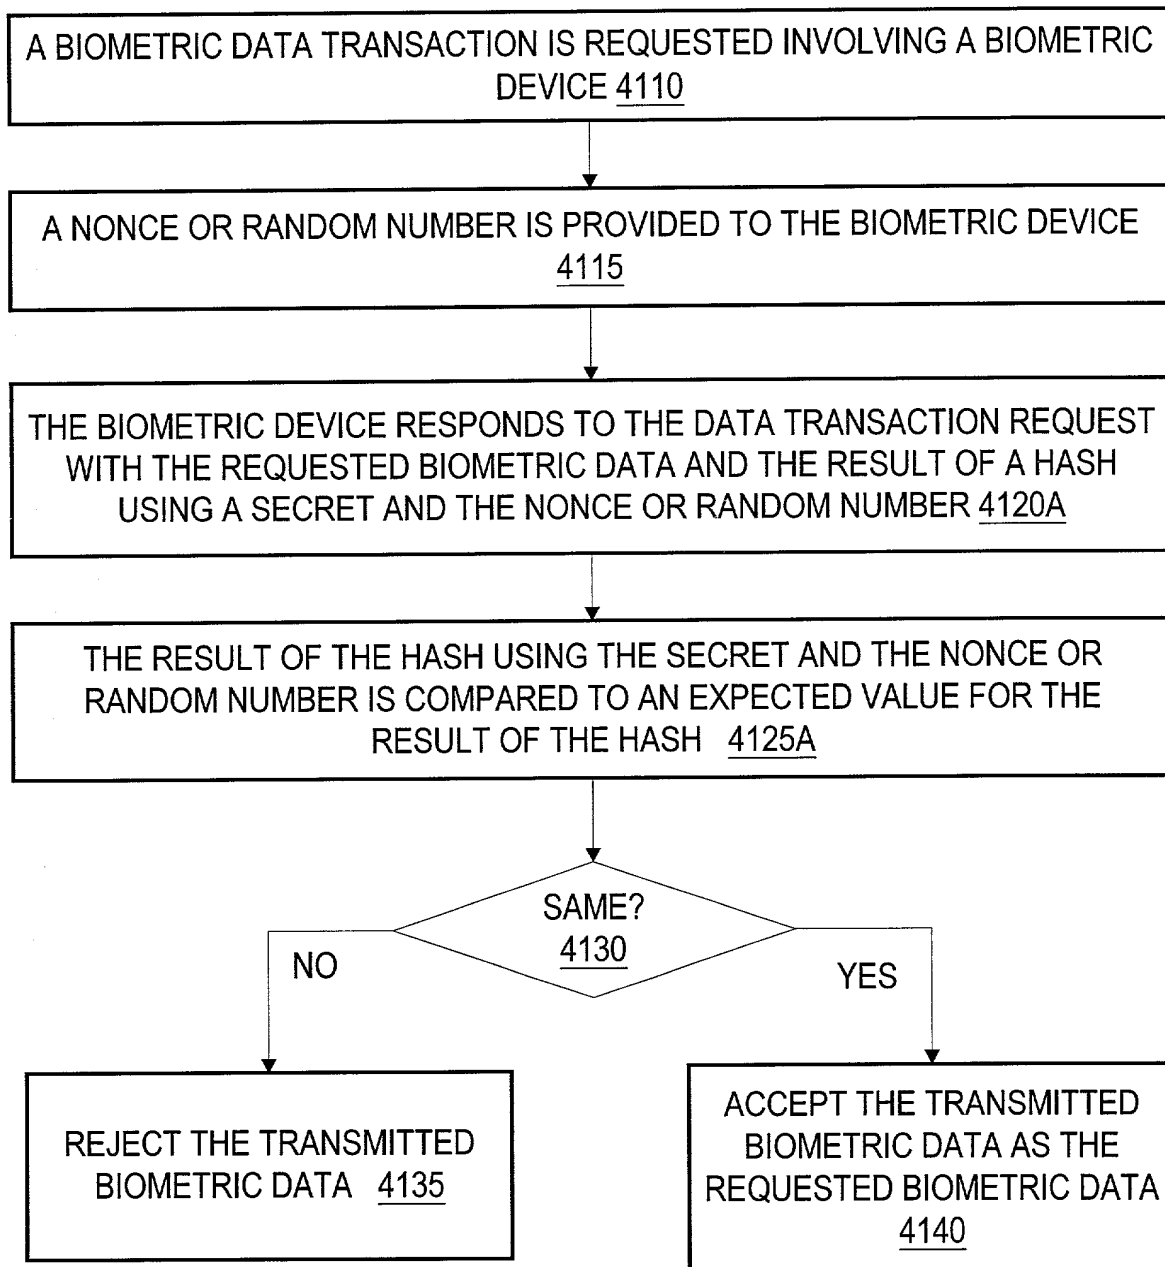 A BIOMETRIC DATA TRANSACTION IS REQUESTED INVOLVING A BIOMETRIC
DEVICE 4110
A NONCE OR RANDOM NUMBER IS PROVIDED TO THE BIOMETRIC DEVICE
4115
THE BIOMETRIC DEVICE RESPONDS TO THE DATA TRANSACTION REQUEST
WITH THE REQUESTED BIOMETRIC DATA AND THE RESULT OF A HASH
USING A SECRET AND THE NONCE OR RANDOM NUMBER 4120A
THE RESULT OF THE HASH USING THE SECRET AND THE NONCE OR
RANDOM NUMBER IS COMPARED TO AN EXPECTED VALUE FOR THE
RESULT OF THE HASH 4125A
SAME?
4130
NO
YES
REJECT THE TRANSMITTED
BIOMETRIC DATA 4135
ACCEPT THE TRANSMITTED
BIOMETRIC DATA AS THE
REQUESTED BIOMETRIC DATA
4140